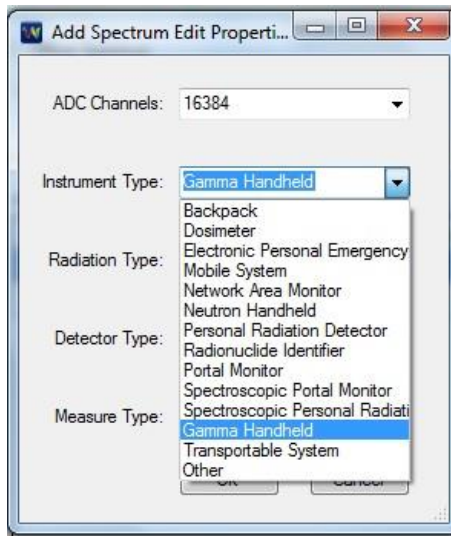 Add Spectrum Edit Properti...
ADC Channels: 16384
Instrument Type: Gamma Handheld
Backpack
Dosimeter
Electronic Personal Emergency
Mobile System
Network Area Monitor
Neutron Handheld
Personal Radiation Detector
Radionuclide Identifier
Portal Monitor
Spectroscopic Portal Monitor
Spectroscopic Personal Radiati
Gamma Handheld
Transportable System
Other
Radiation Type:
Detector Type:
Measure Type: